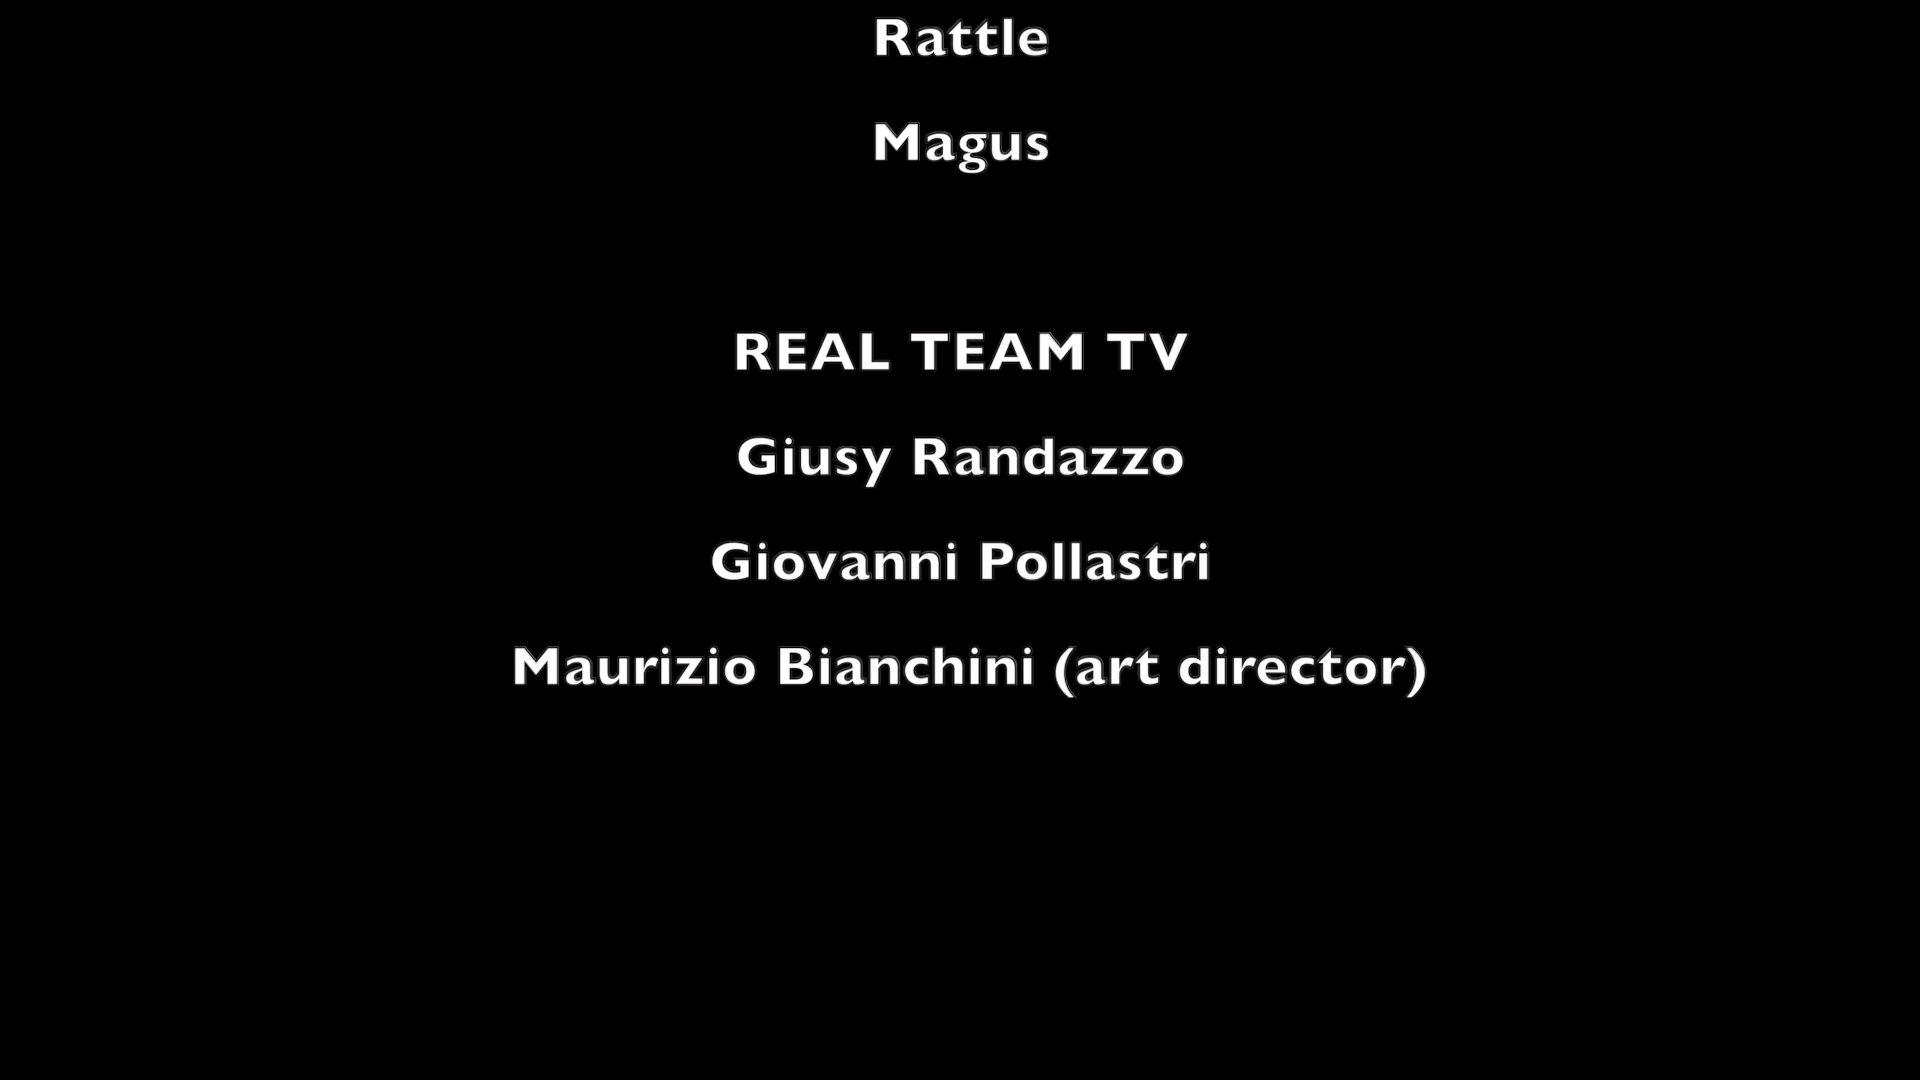 Rattle
Magus
REAL TEAM TV
Giusy Randazzo
Giovanni Pollastri
Maurizio Bianchini (art director)